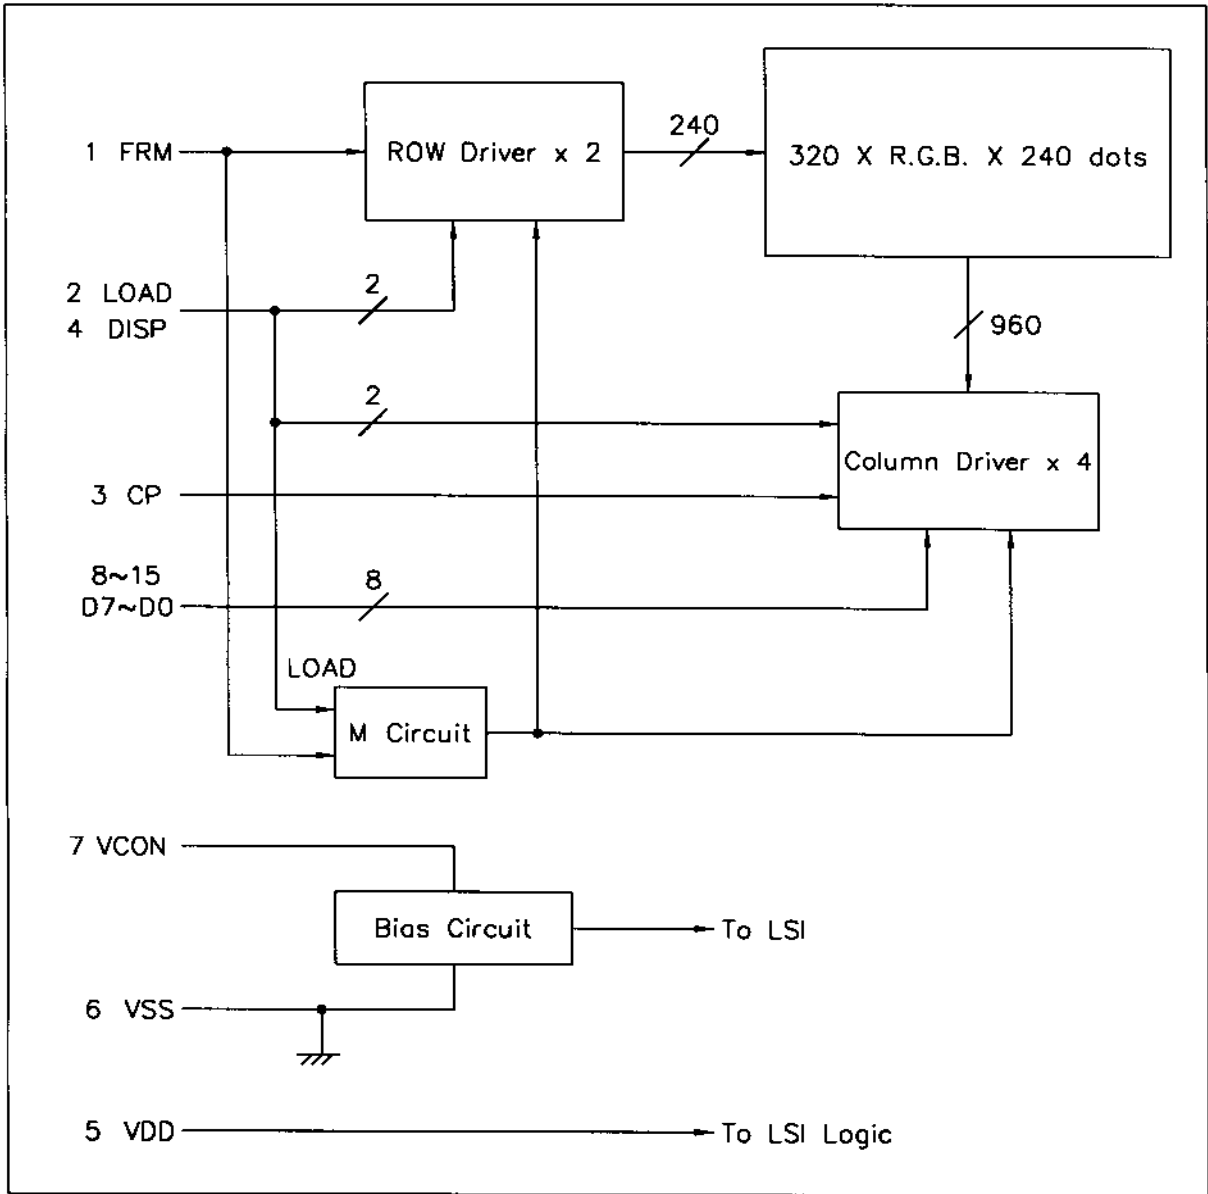 1 FRM
ROW Driver x 2
240
320 X R.G.B. X 240 dots
2 LOAD
4 DISP
2
960
2
Column Driver x 4
3 CP
8~15
D7~D0
8
LOAD
M Circuit
7 VCON
Bias Circuit
To LSI
6 VSS
5 VDD
To LSI Logic